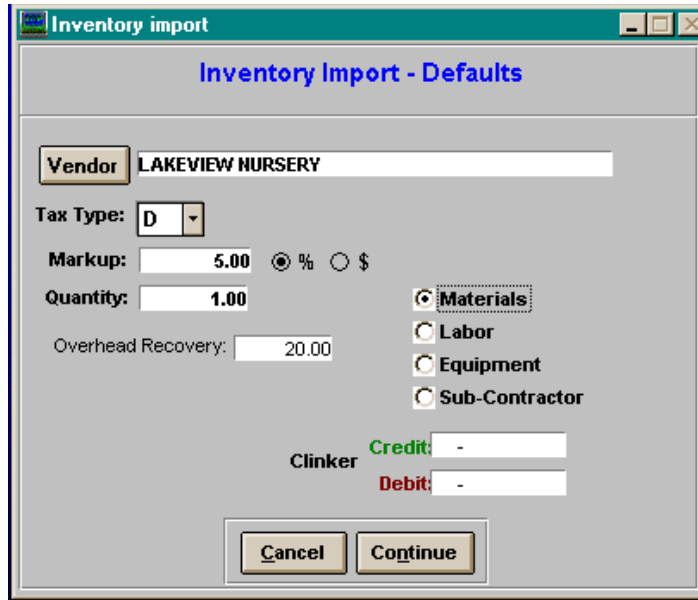 Inventory import
Inventory Import - Defaults
Vendor LAKEVIEW NURSERY
Tax Type: D
Markup: 5.00 % $
Quantity: 1.00 Materials
Labor
Overhead Recovery: 20.00
Equipment
Sub-Contractor
Clinker Credit: -
Debit: -
Cancel Continue